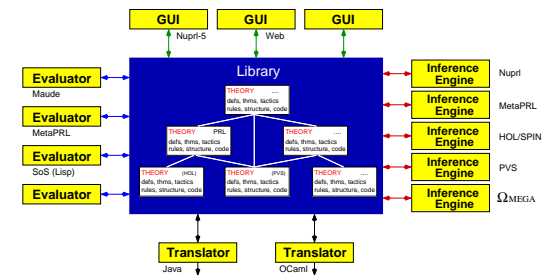 GUI
GUI
GUI
Nuprl-5
Web
Library
Evaluator
Maude
Evaluator
MetaPRL
Evaluator
SoS (Lisp)
Evaluator
THEORY ....
defs, thms, tactics
rules, structure, code
THEORY PRL
defs, thms, tactics
rules, structure, code
THEORY ....
defs, thms, tactics
rules, structure, code
THEORY (HOL)
defs, thms, tactics
rules, structure, code
THEORY (PVS)
defs, thms, tactics
rules, structure, code
THEORY ....
defs, thms, tactics
rules, structure, code
Inference
Engine
Nuprl
Inference
Engine
MetaPRL
Inference
Engine
HOL/SPIN
Inference
Engine
PVS
Inference
Engine
ΩMEGA
Translator
Java
Translator
OCaml